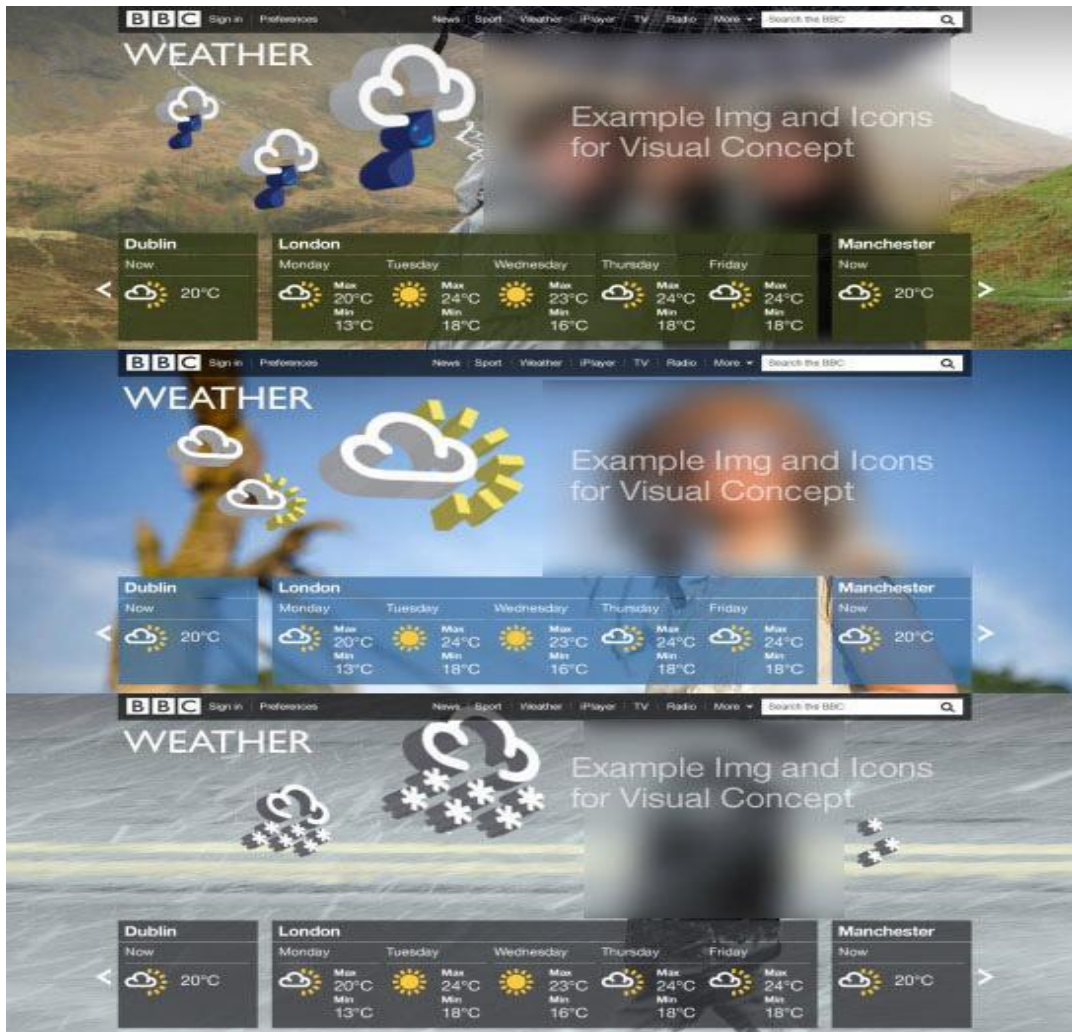 BBC Sign in Preferences News Sport Weather iPlayer TV Radio More Search the BBC
WEATHER
Example Img and Icons
for Visual Concept
Dublin London Manchester
Now Monday Tuesday Wednesday Thursday Friday Now
20°C Max 20°C Min 13°C Max 24°C Min 18°C Max 23°C Min 16°C Max 24°C Min 18°C Max 24°C Min 18°C 20°C
BBC Sign in Preferences News Sport Weather iPlayer TV Radio More Search the BBC
WEATHER
Example Img and Icons
for Visual Concept
Dublin London Manchester
Now Monday Tuesday Wednesday Thursday Friday Now
20°C Max 20°C Min 13°C Max 24°C Min 18°C Max 23°C Min 16°C Max 24°C Min 18°C Max 24°C Min 18°C 20°C
BBC Sign in Preferences News Sport Weather iPlayer TV Radio More Search the BBC
WEATHER
Example Img and Icons
for Visual Concept
Dublin London Manchester
Now Monday Tuesday Wednesday Thursday Friday Now
20°C Max 20°C Min 13°C Max 24°C Min 18°C Max 23°C Min 16°C Max 24°C Min 18°C Max 24°C Min 18°C 20°C